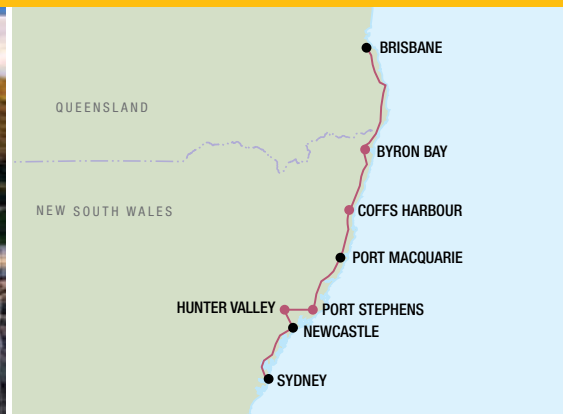 BRISBANE
QUEENSLAND
BYRON BAY
NEW SOUTH WALES
COFFS HARBOUR
PORT MACQUARIE
HUNTER VALLEY
PORT STEPHENS
NEWCASTLE
SYDNEY